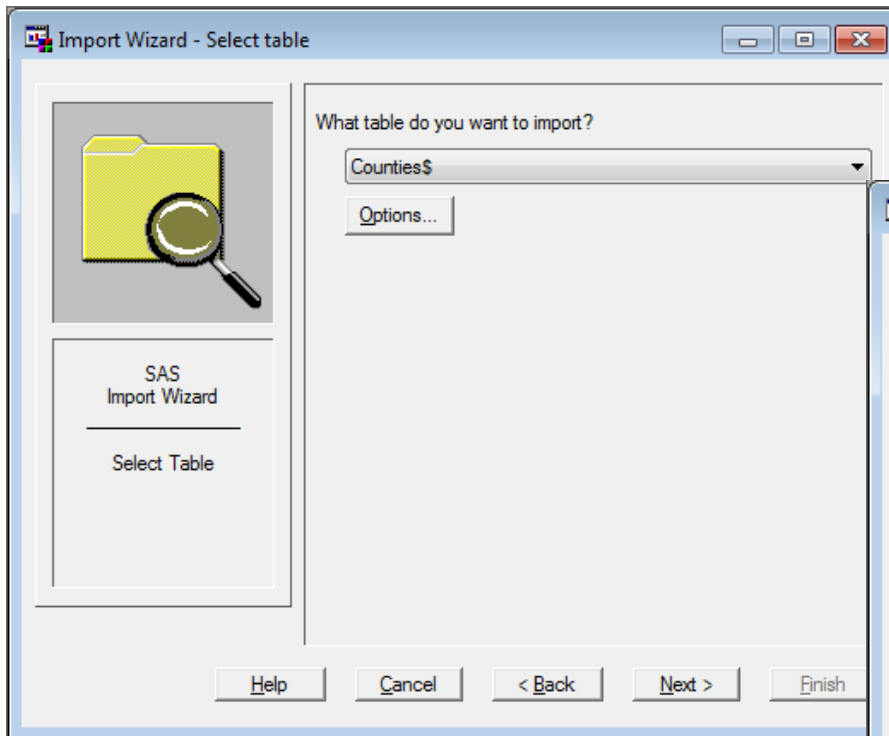 Import Wizard - Select table
What table do you want to import?
Counties$
Options...
SAS
Import Wizard
Select Table
Help
Cancel
< Back
Next >
Finish